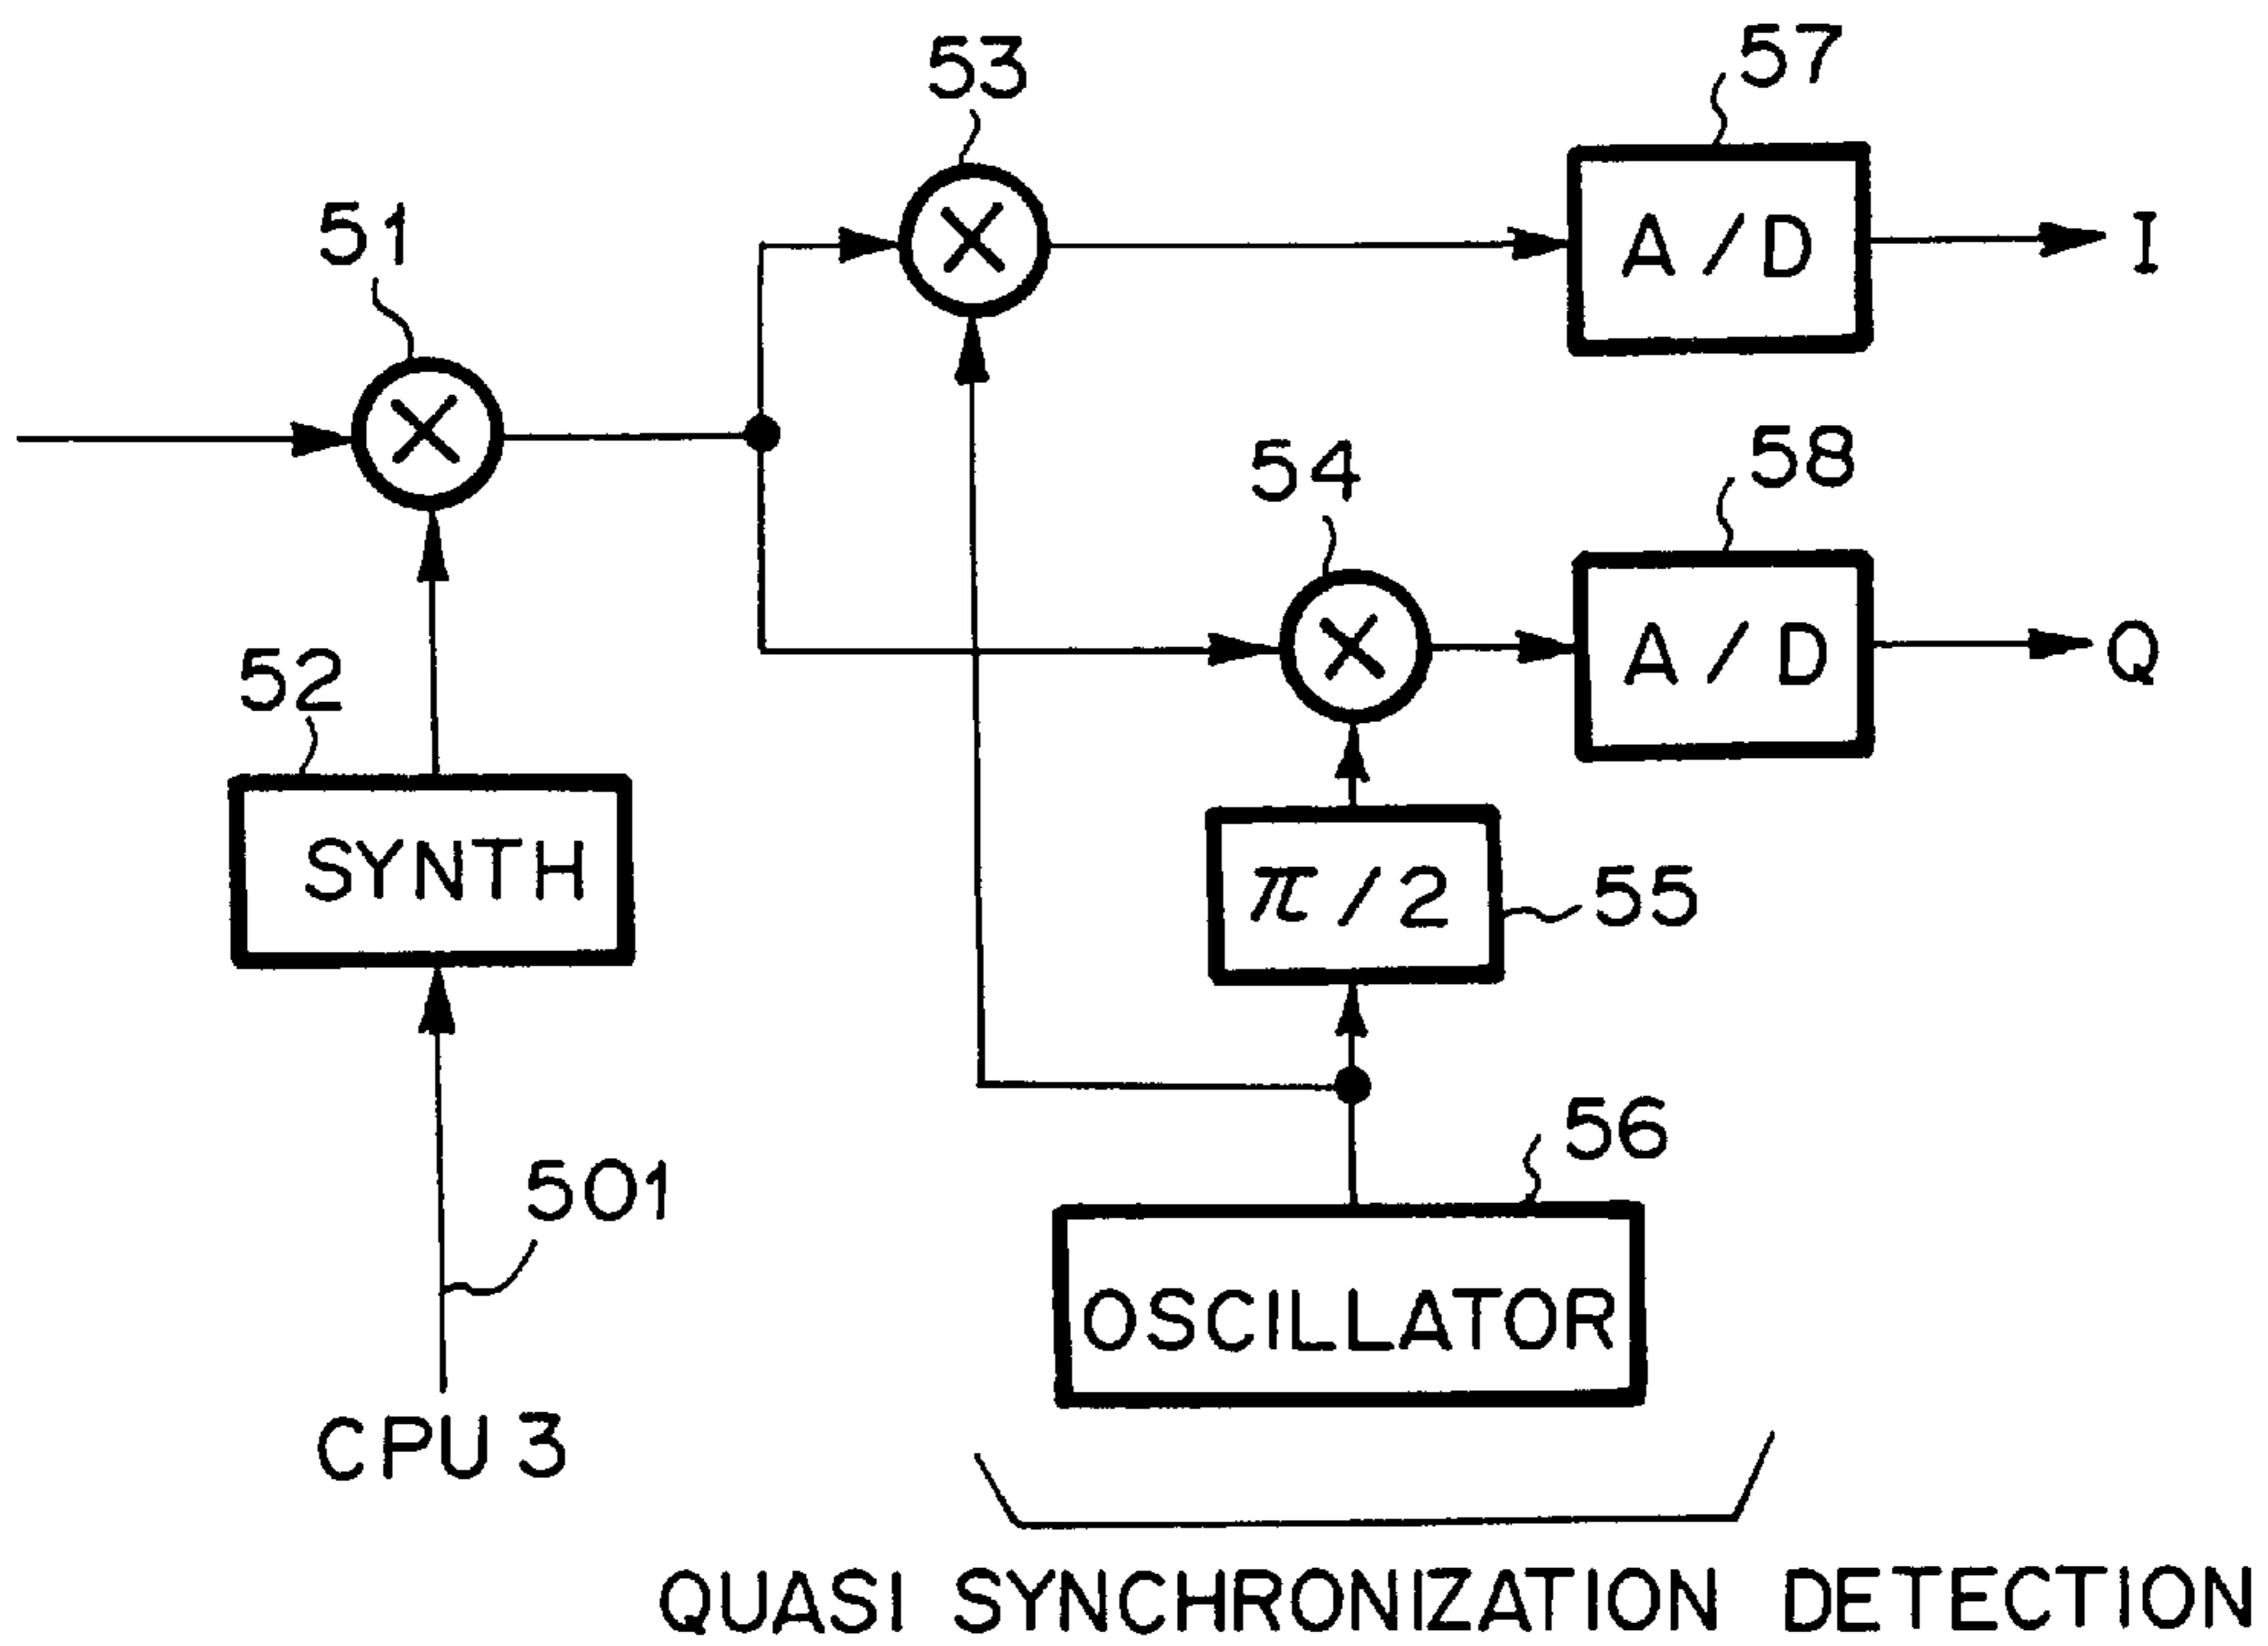 53
57
51
A/D
I
54
58
52
A/D
Q
SYNTH
π/2
55
56
501
OSCILLATOR
CPU 3
QUASI SYNCHRONIZATION DETECTION